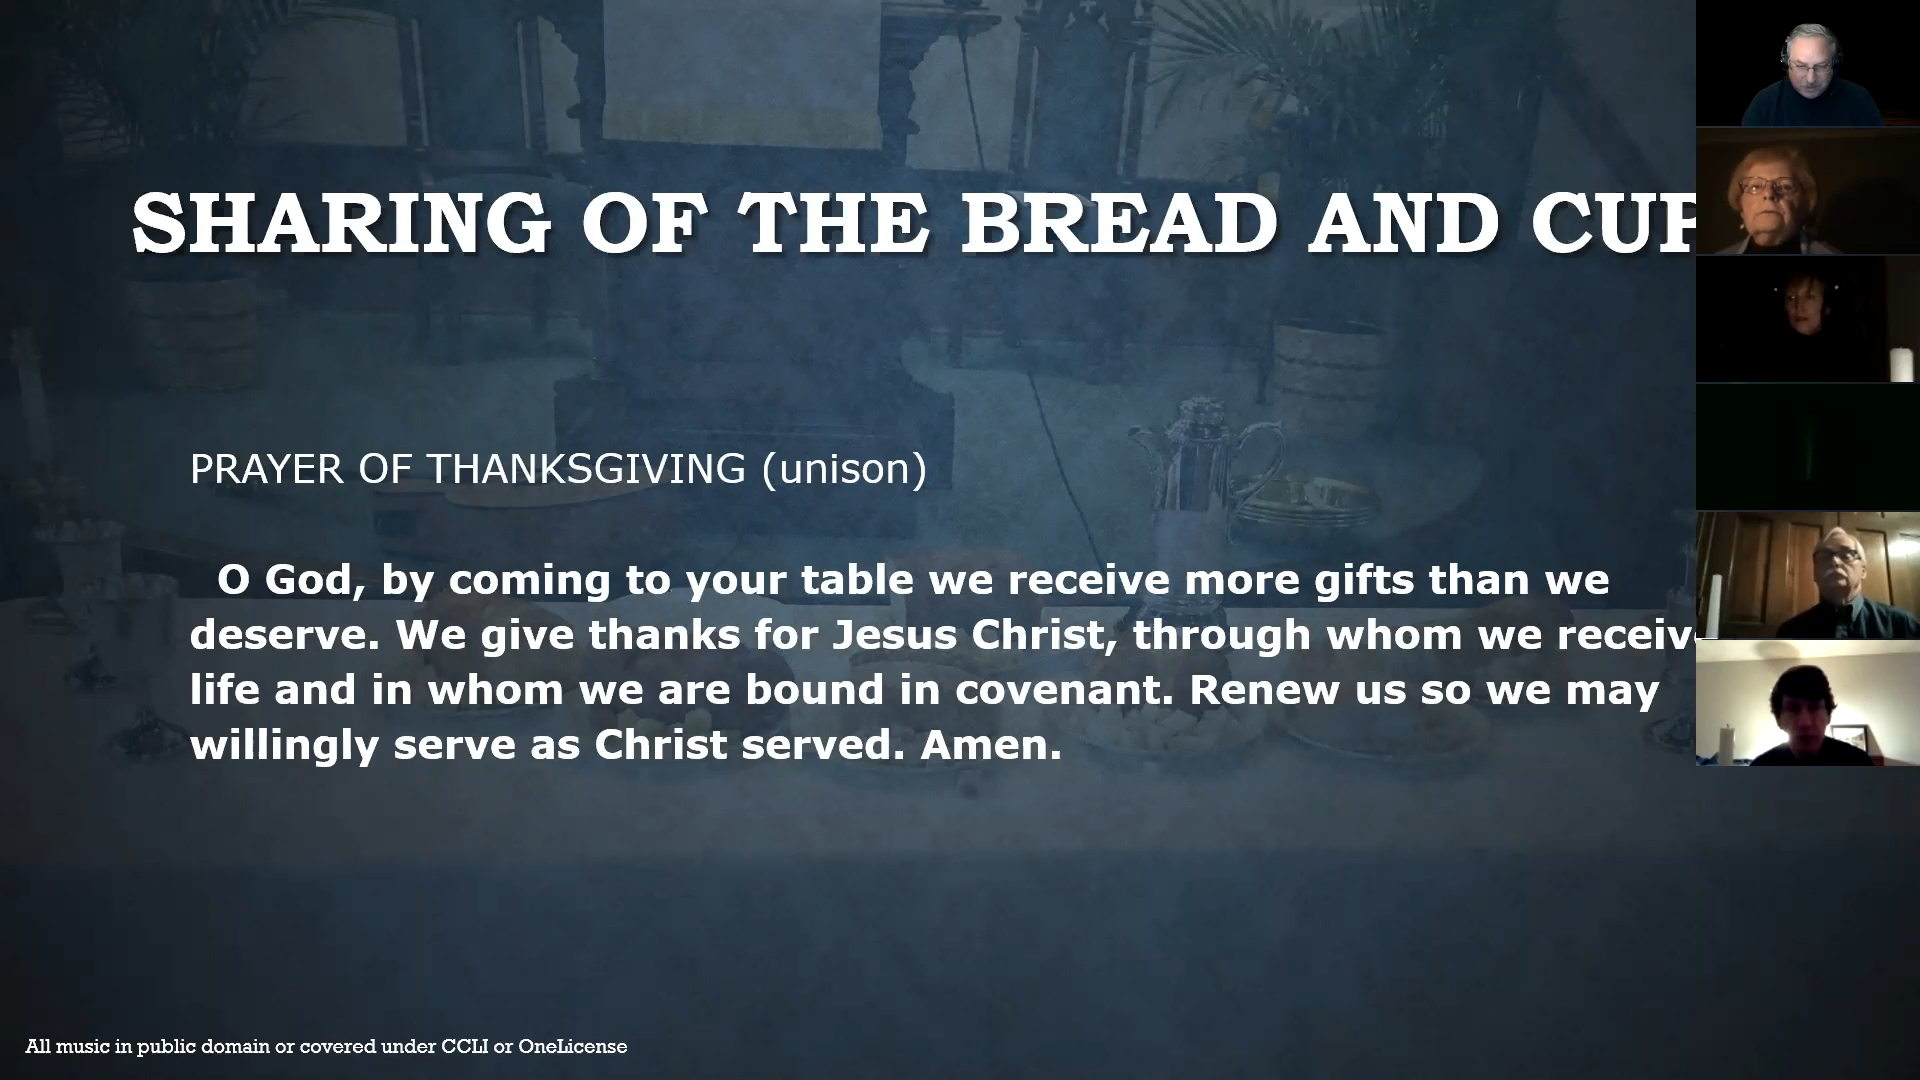 SHARING OF THE BREAD AND CUP
PRAYER OF THANKSGIVING (unison)
O God, by coming to your table we receive more gifts than we
deserve. We give thanks for Jesus Christ, through whom we receive
life and in whom we are bound in covenant. Renew us so we may
willingly serve as Christ served. Amen.
All music in public domain or covered under CCLI or OneLicense